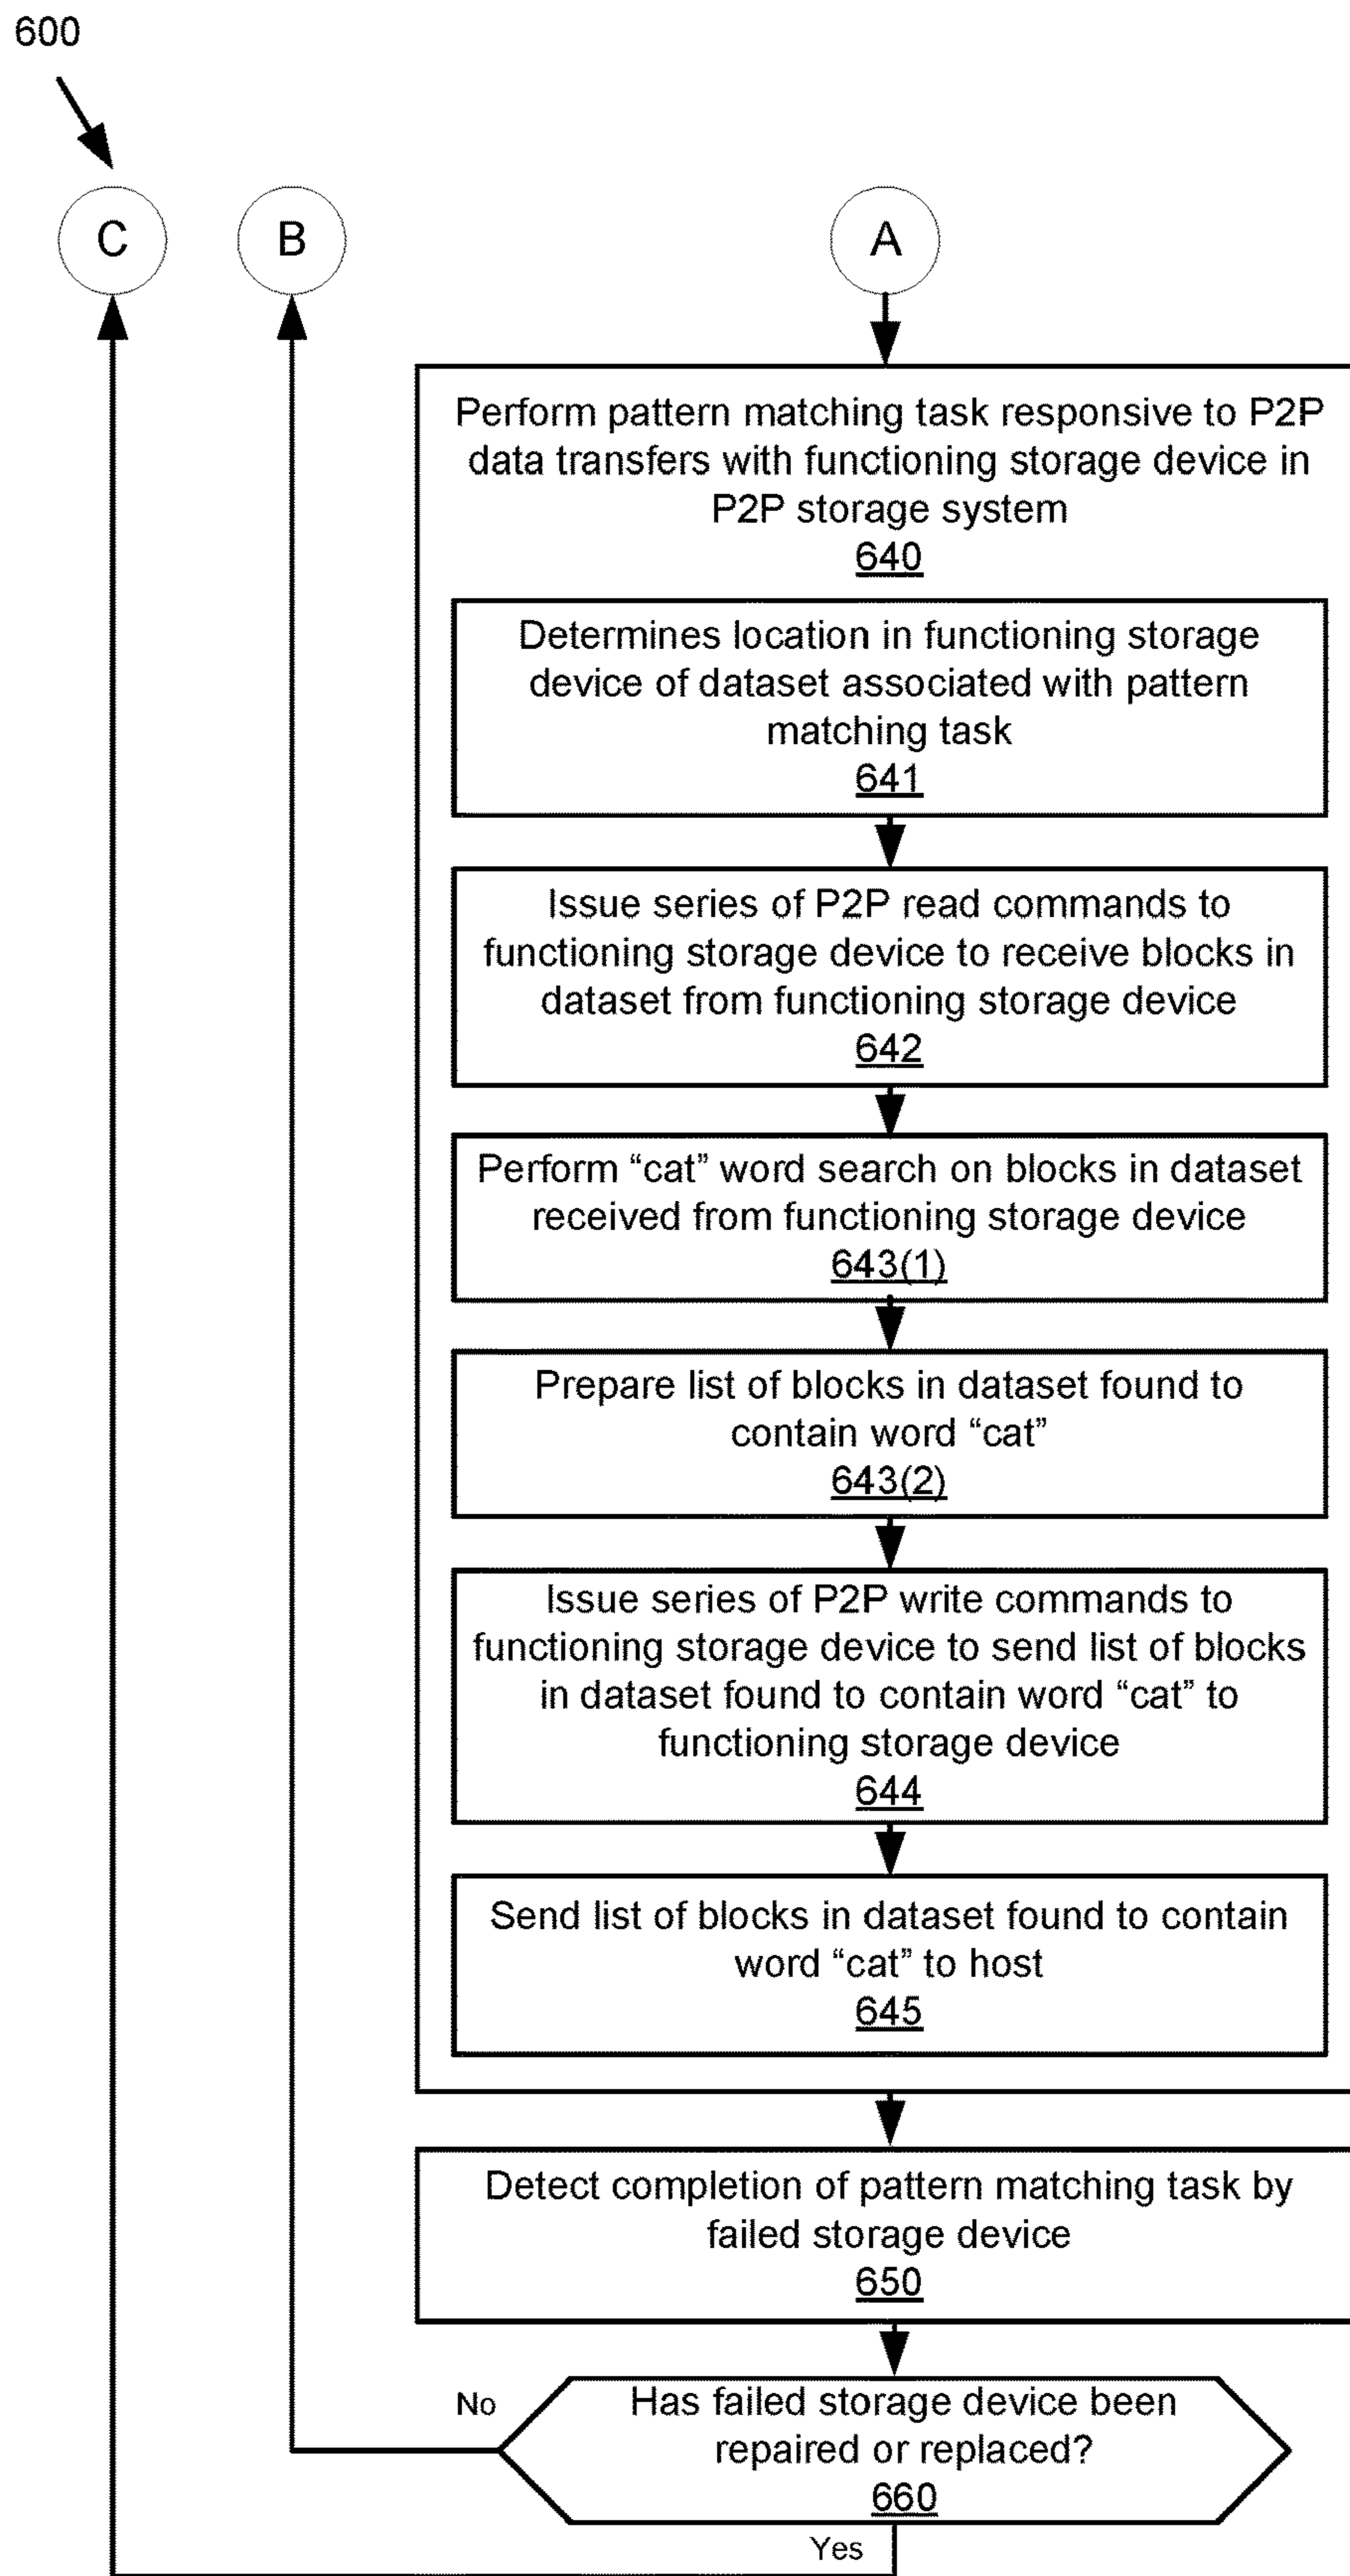 600
C
B
A
Perform pattern matching task responsive to P2P
data transfers with functioning storage device in
P2P storage system
640
Determines location in functioning storage
device of dataset associated with pattern
matching task
641
Issue series of P2P read commands to
functioning storage device to receive blocks in
dataset from functioning storage device
642
Perform “cat” word search on blocks in dataset
received from functioning storage device
643(1)
Prepare list of blocks in dataset found to
contain word “cat”
643(2)
Issue series of P2P write commands to
functioning storage device to send list of blocks
in dataset found to contain word “cat” to
functioning storage device
644
Send list of blocks in dataset found to contain
word “cat” to host
645
Detect completion of pattern matching task by
failed storage device
650
No
Has failed storage device been
repaired or replaced?
660
Yes